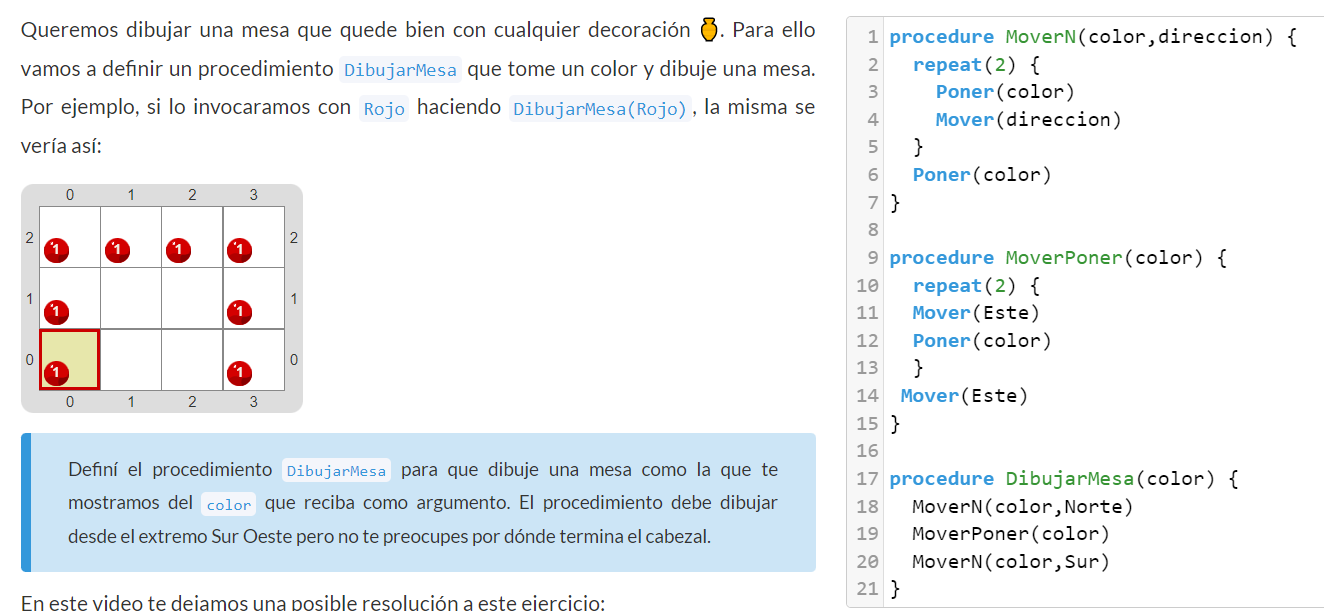 Queremos dibujar una mesa que quede bien con cualquier decoración 🏺. Para ello
vamos a definir un procedimiento DibujarMesa que tome un color y dibuje una mesa.
Por ejemplo, si lo invocaramos con Rojo haciendo DibujarMesa(Rojo), la misma se
vería así:
0 1 2 3
2 1 1 1 1 2
1 1 1 1
0 1 1 0
0 1 2 3
Definí el procedimiento DibujarMesa para que dibuje una mesa como la que te
mostramos del color que reciba como argumento. El procedimiento debe dibujar
desde el extremo Sur Oeste pero no te preocupes por dónde termina el cabezal.
En este video te dejamos una posible resolución a este ejercicio:
1 procedure MoverN(color,direccion) {
2   repeat(2) {
3     Poner(color)
4     Mover(direccion)
5   }
6   Poner(color)
7 }
8
9 procedure MoverPoner(color) {
10   repeat(2) {
11   Mover(Este)
12   Poner(color)
13   }
14  Mover(Este)
15 }
16
17 procedure DibujarMesa(color) {
18   MoverN(color,Norte)
19   MoverPoner(color)
20   MoverN(color,Sur)
21 }